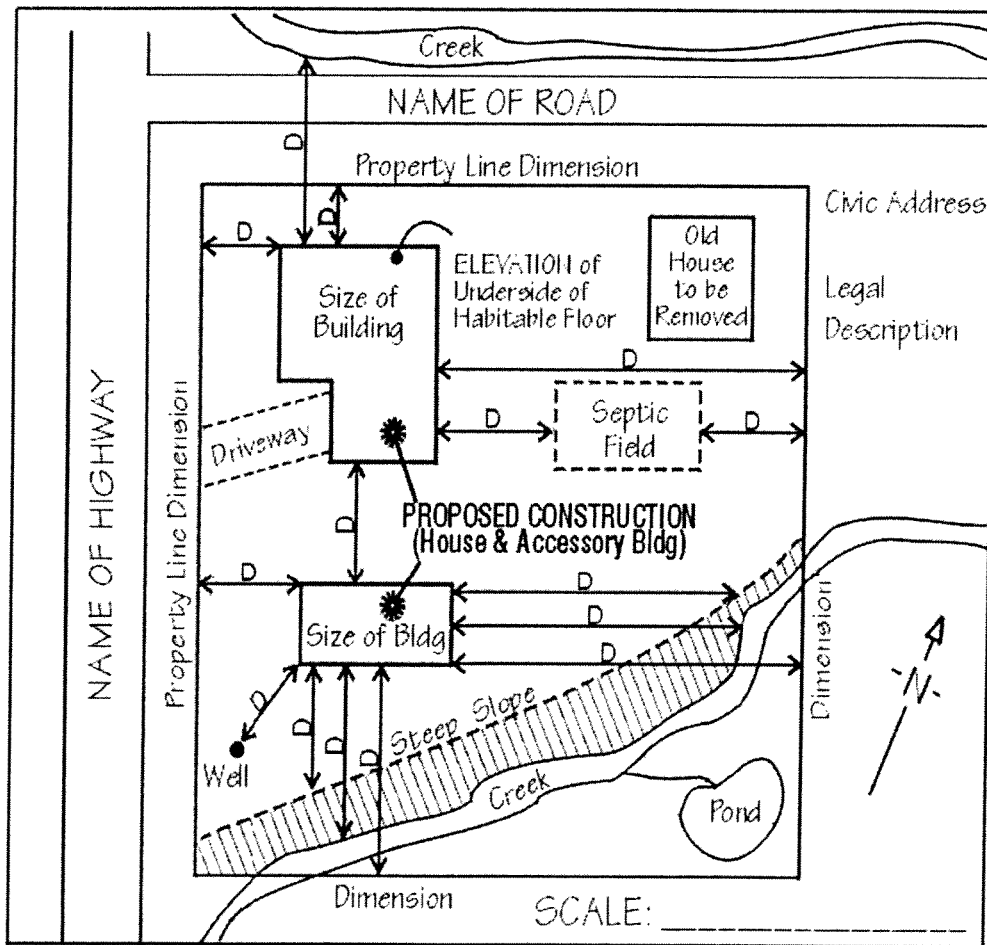 Creek
NAME OF ROAD
D
Property Line Dimension
D
D
Civic Address
Size of
Building
ELEVATION of
Underside of
Habitable Floor
Old
House
to be
Removed
Legal
Description
D
NAME OF HIGHWAY
Property Line Dimension
Driveway
D
Septic
Field
D
D
PROPOSED CONSTRUCTION
(House & Accessory Bldg)
D
D
D
D
Size of Bldg
Dimension
-N-
D
Well
D
D
D
Steep Slope
Creek
Pond
Dimension
SCALE: _______________